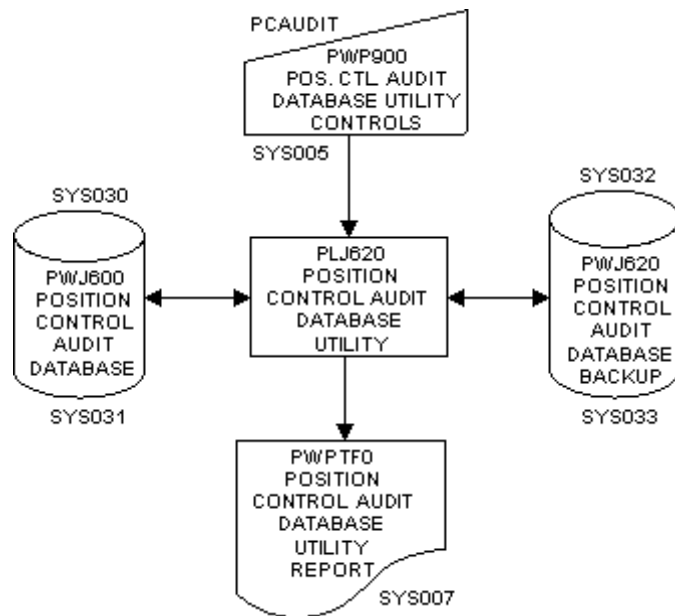 PCAUDIT
PWP900
POS. CTL AUDIT
DATABASE UTILITY
CONTROLS
SYS005
SYS030
PWJ600
POSITION
CONTROL
AUDIT
DATABASE
SYS031
PLJ620
POSITION
CONTROL AUDIT
DATABASE
UTILITY
SYS032
PWJ620
POSITION
CONTROL
AUDIT
DATABASE
BACKUP
SYS033
PWPTF0
POSITION
CONTROL AUDIT
DATABASE
UTILITY
REPORT
SYS007